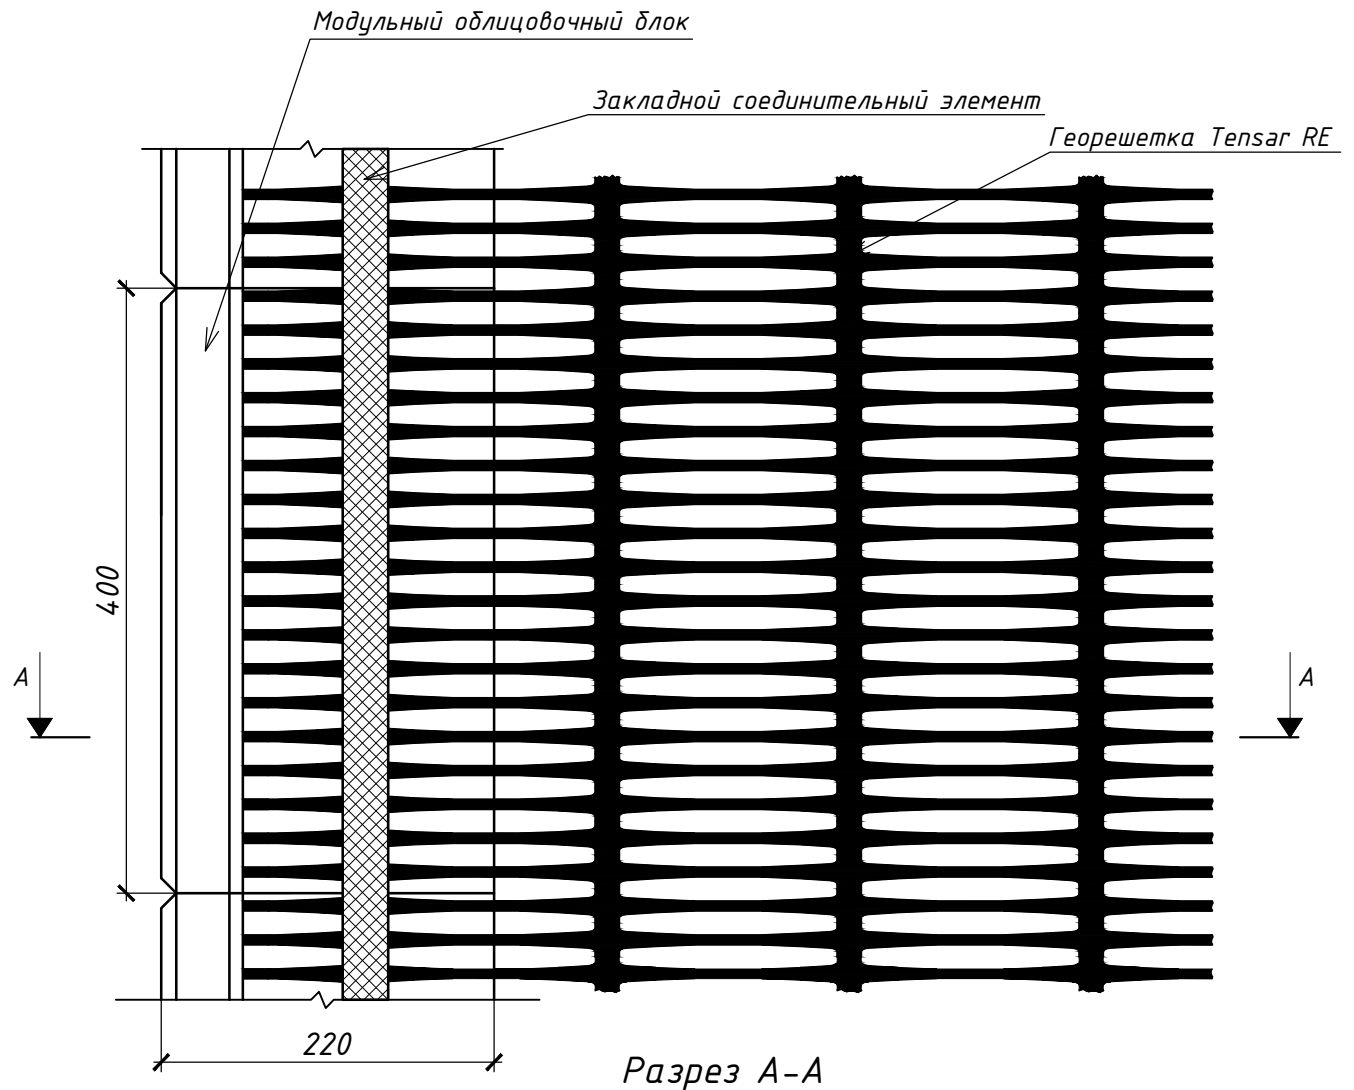 Модульный облицовочный блок
Закладной соединительный элемент
Георешетка Tensar RE
400
А
А
220
Разрез А-А